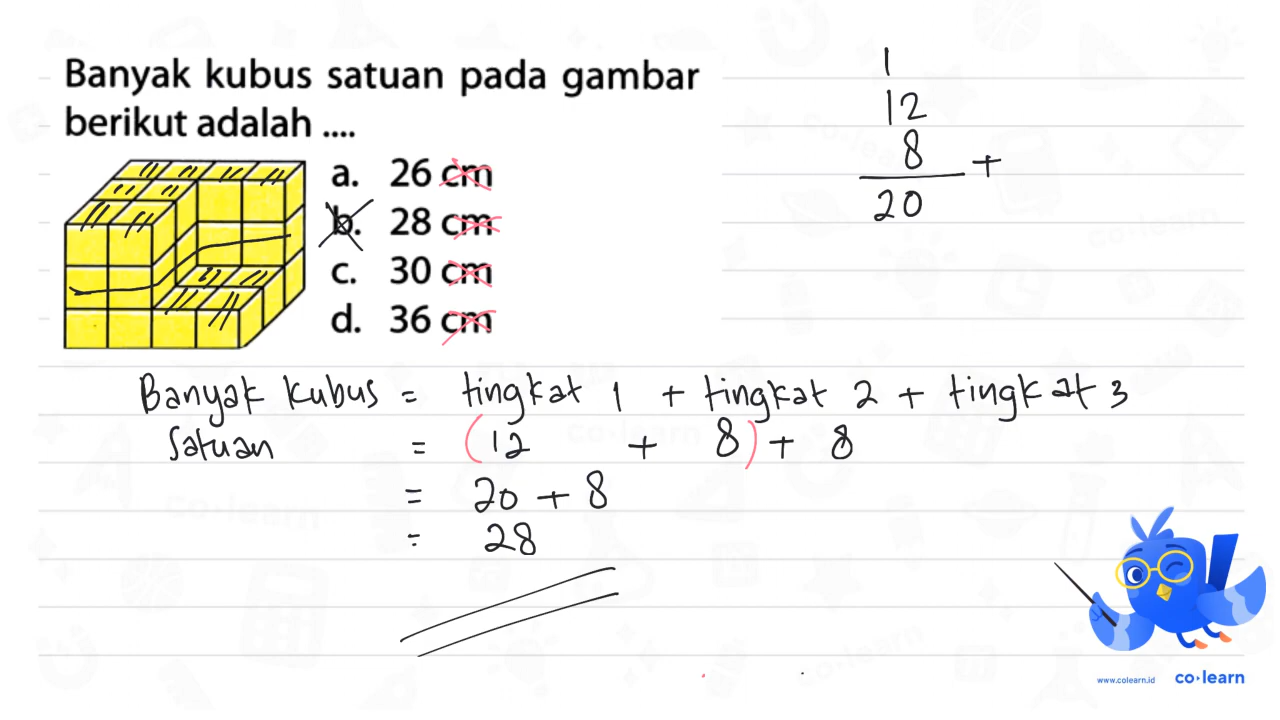 Banyak kubus satuan pada gambar
berikut adalah ....
a. 26 cm
b. 28 cm
c. 30 cm
d. 36 cm
1
12
8 +
20
Banyak kubus = tingkat 1 + tingkat 2 + tingkat 3
satuan = (12 + 8) + 8
= 20 + 8
= 28
www.colearn.id co•learn